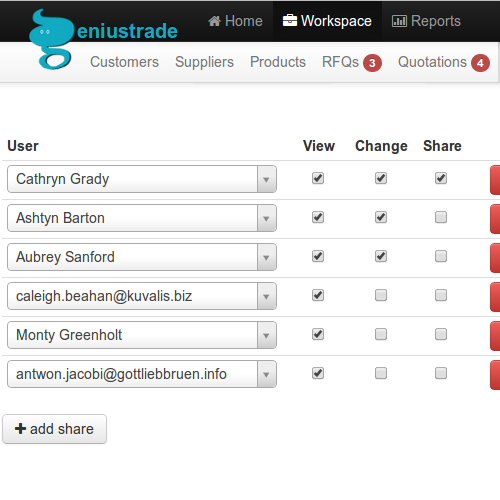 eniustrade Home Workspace Reports
Customers Suppliers Products RFQs 3 Quotations 4
User View Change Share
Cathryn Grady
Ashtyn Barton
Aubrey Sanford
caleigh.beahan@kuvalis.biz
Monty Greenholt
antwon.jacobi@gottliebbruen.info
add share